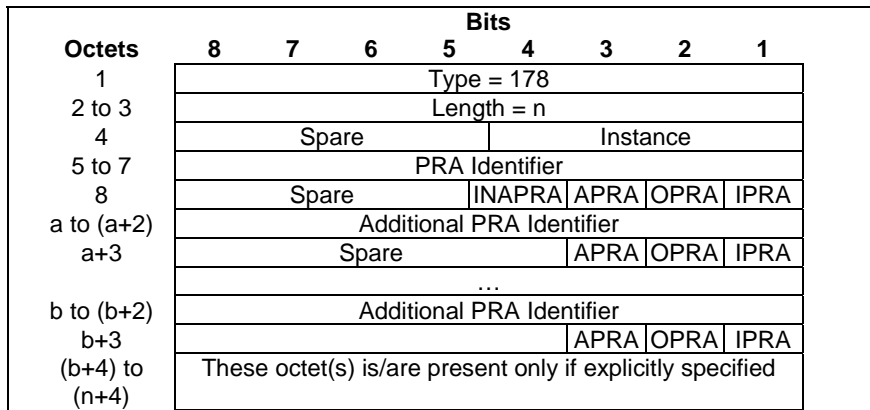 Bits
Octets 8 7 6 5 4 3 2 1
1 Type = 178
2 to 3 Length = n
4 Spare Instance
5 to 7 PRA Identifier
8 Spare INAPRA APRA OPRA IPRA
a to (a+2) Additional PRA Identifier
a+3 Spare APRA OPRA IPRA
…
b to (b+2) Additional PRA Identifier
b+3 APRA OPRA IPRA
(b+4) to These octet(s) is/are present only if explicitly specified
(n+4)